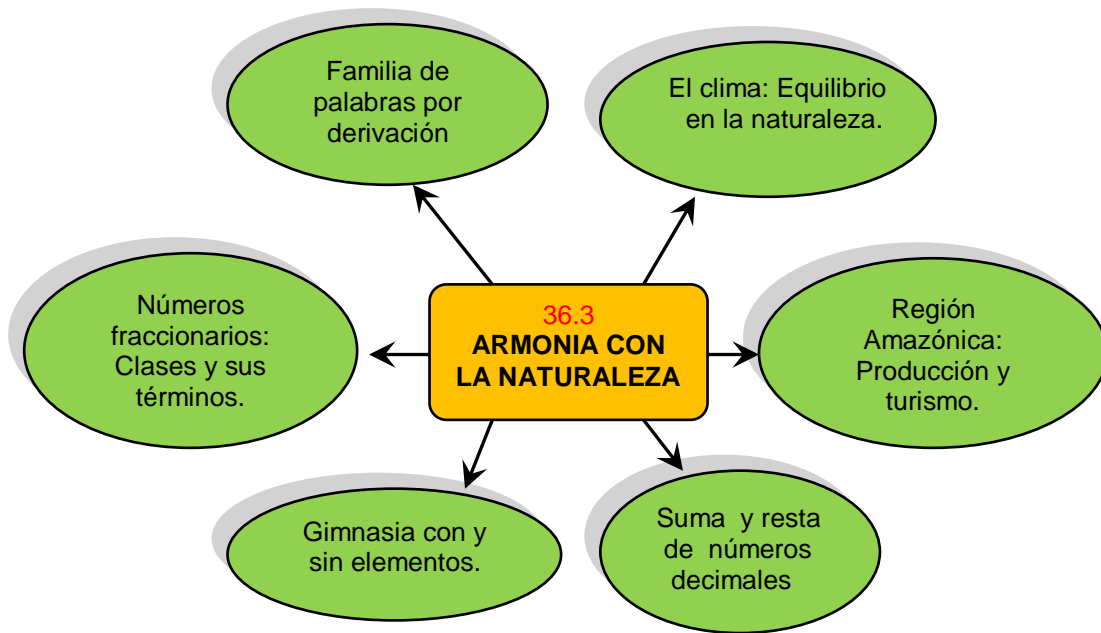 Familia de
palabras por
derivación
El clima: Equilibrio
en la naturaleza.
Números
fraccionarios:
Clases y sus
términos.
36.3
ARMONIA CON
LA NATURALEZA
Región
Amazónica:
Producción y
turismo.
Gimnasia con y
sin elementos.
Suma y resta
de números
decimales